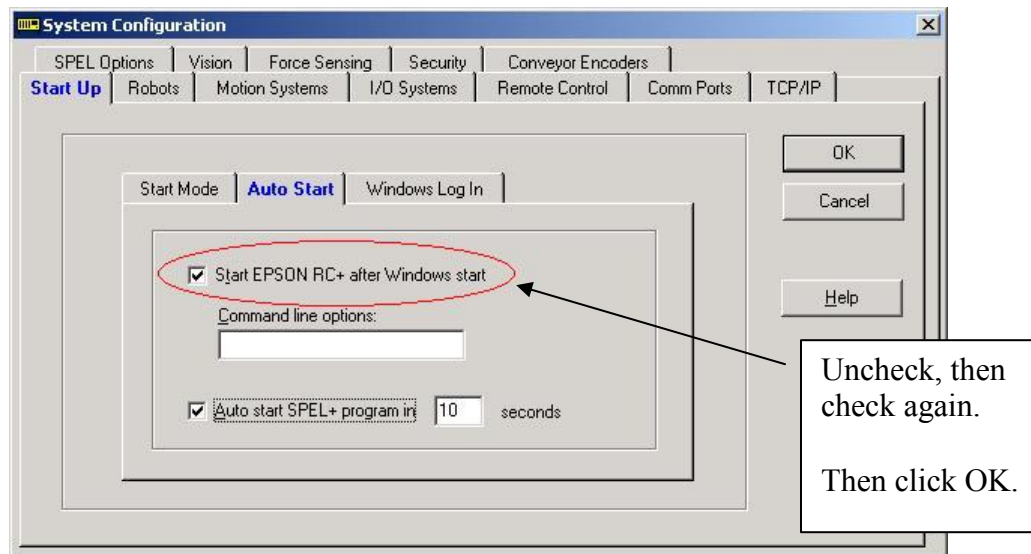 System Configuration
SPEL Options Vision Force Sensing Security Conveyor Encoders
Start Up Robots Motion Systems I/O Systems Remote Control Comm Ports TCP/IP
OK
Start Mode Auto Start Windows Log In
Cancel
Start EPSON RC+ after Windows start
Help
Command line options:
Auto start SPEL+ program in 10 seconds
Uncheck, then
check again.
Then click OK.